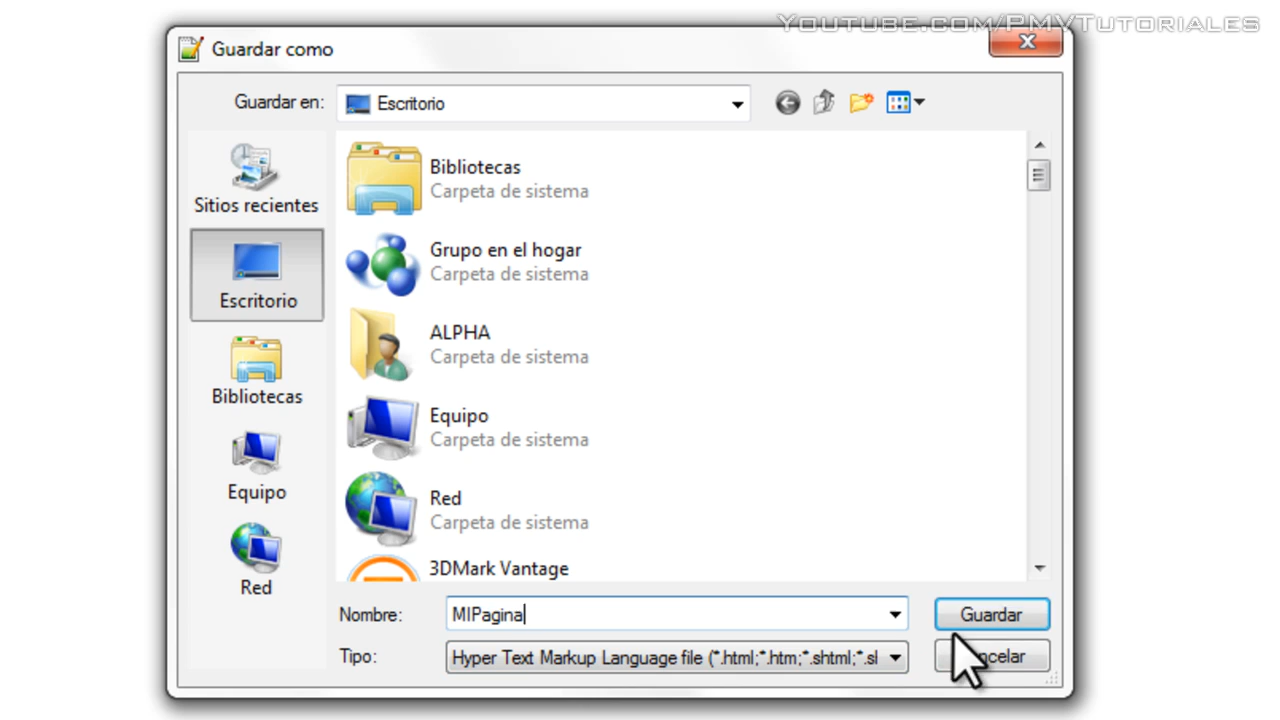 Youtube.com/PMVTutoriales
Guardar como
Guardar en:
Escritorio
Sitios recientes
Escritorio
Bibliotecas
Equipo
Red
Bibliotecas
Carpeta de sistema
Grupo en el hogar
Carpeta de sistema
ALPHA
Carpeta de sistema
Equipo
Carpeta de sistema
Red
Carpeta de sistema
3DMark Vantage
Nombre:
MIPagina
Guardar
Tipo:
Hyper Text Markup Language file (*.html;*.htm;*.shtml;*.sl